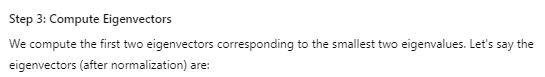 Step 3: Compute Eigenvectors
We compute the first two eigenvectors corresponding to the smallest two eigenvalues. Let's say the
eigenvectors (after normalization) are: